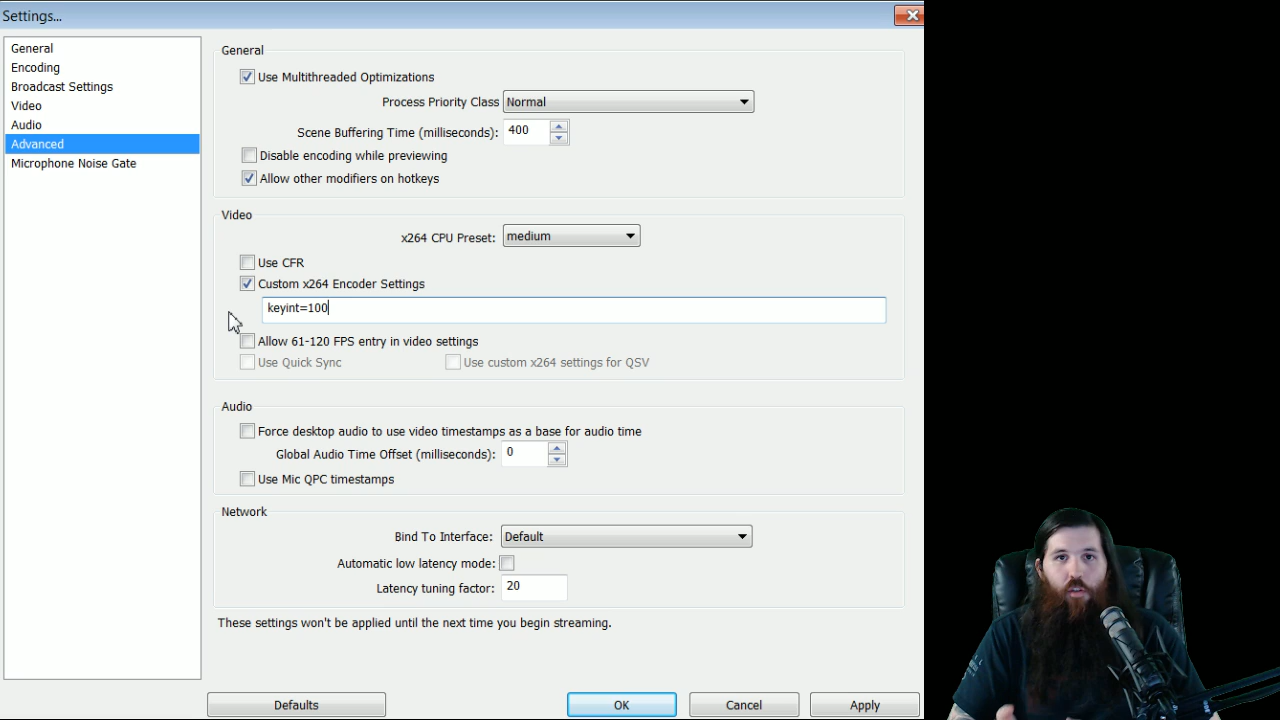 Settings...
General
Encoding
Broadcast Settings
Video
Audio
Advanced
Microphone Noise Gate
General
Use Multithreaded Optimizations
Process Priority Class Normal
Scene Buffering Time (milliseconds): 400
Disable encoding while previewing
Allow other modifiers on hotkeys
Video
x264 CPU Preset: medium
Use CFR
Custom x264 Encoder Settings
keyint=100
Allow 61-120 FPS entry in video settings
Use Quick Sync Use custom x264 settings for QSV
Audio
Force desktop audio to use video timestamps as a base for audio time
Global Audio Time Offset (milliseconds): 0
Use Mic QPC timestamps
Network
Bind To Interface: Default
Automatic low latency mode:
Latency tuning factor: 20
These settings won't be applied until the next time you begin streaming.
Defaults OK Cancel Apply